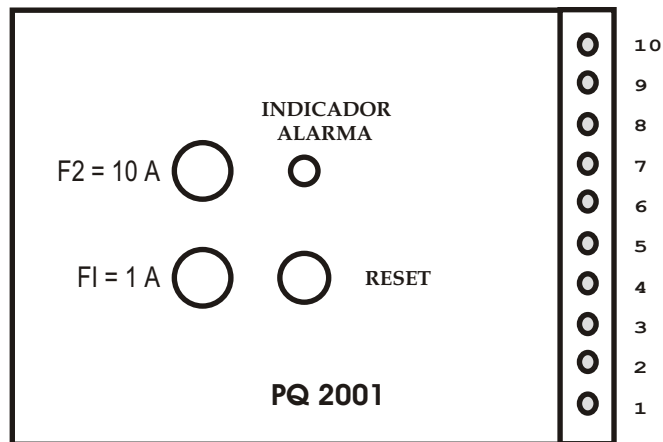 INDICADOR
ALARMA
F2 = 10 A
FI = 1 A
RESET
PQ 2001
10
9
8
7
6
5
4
3
2
1